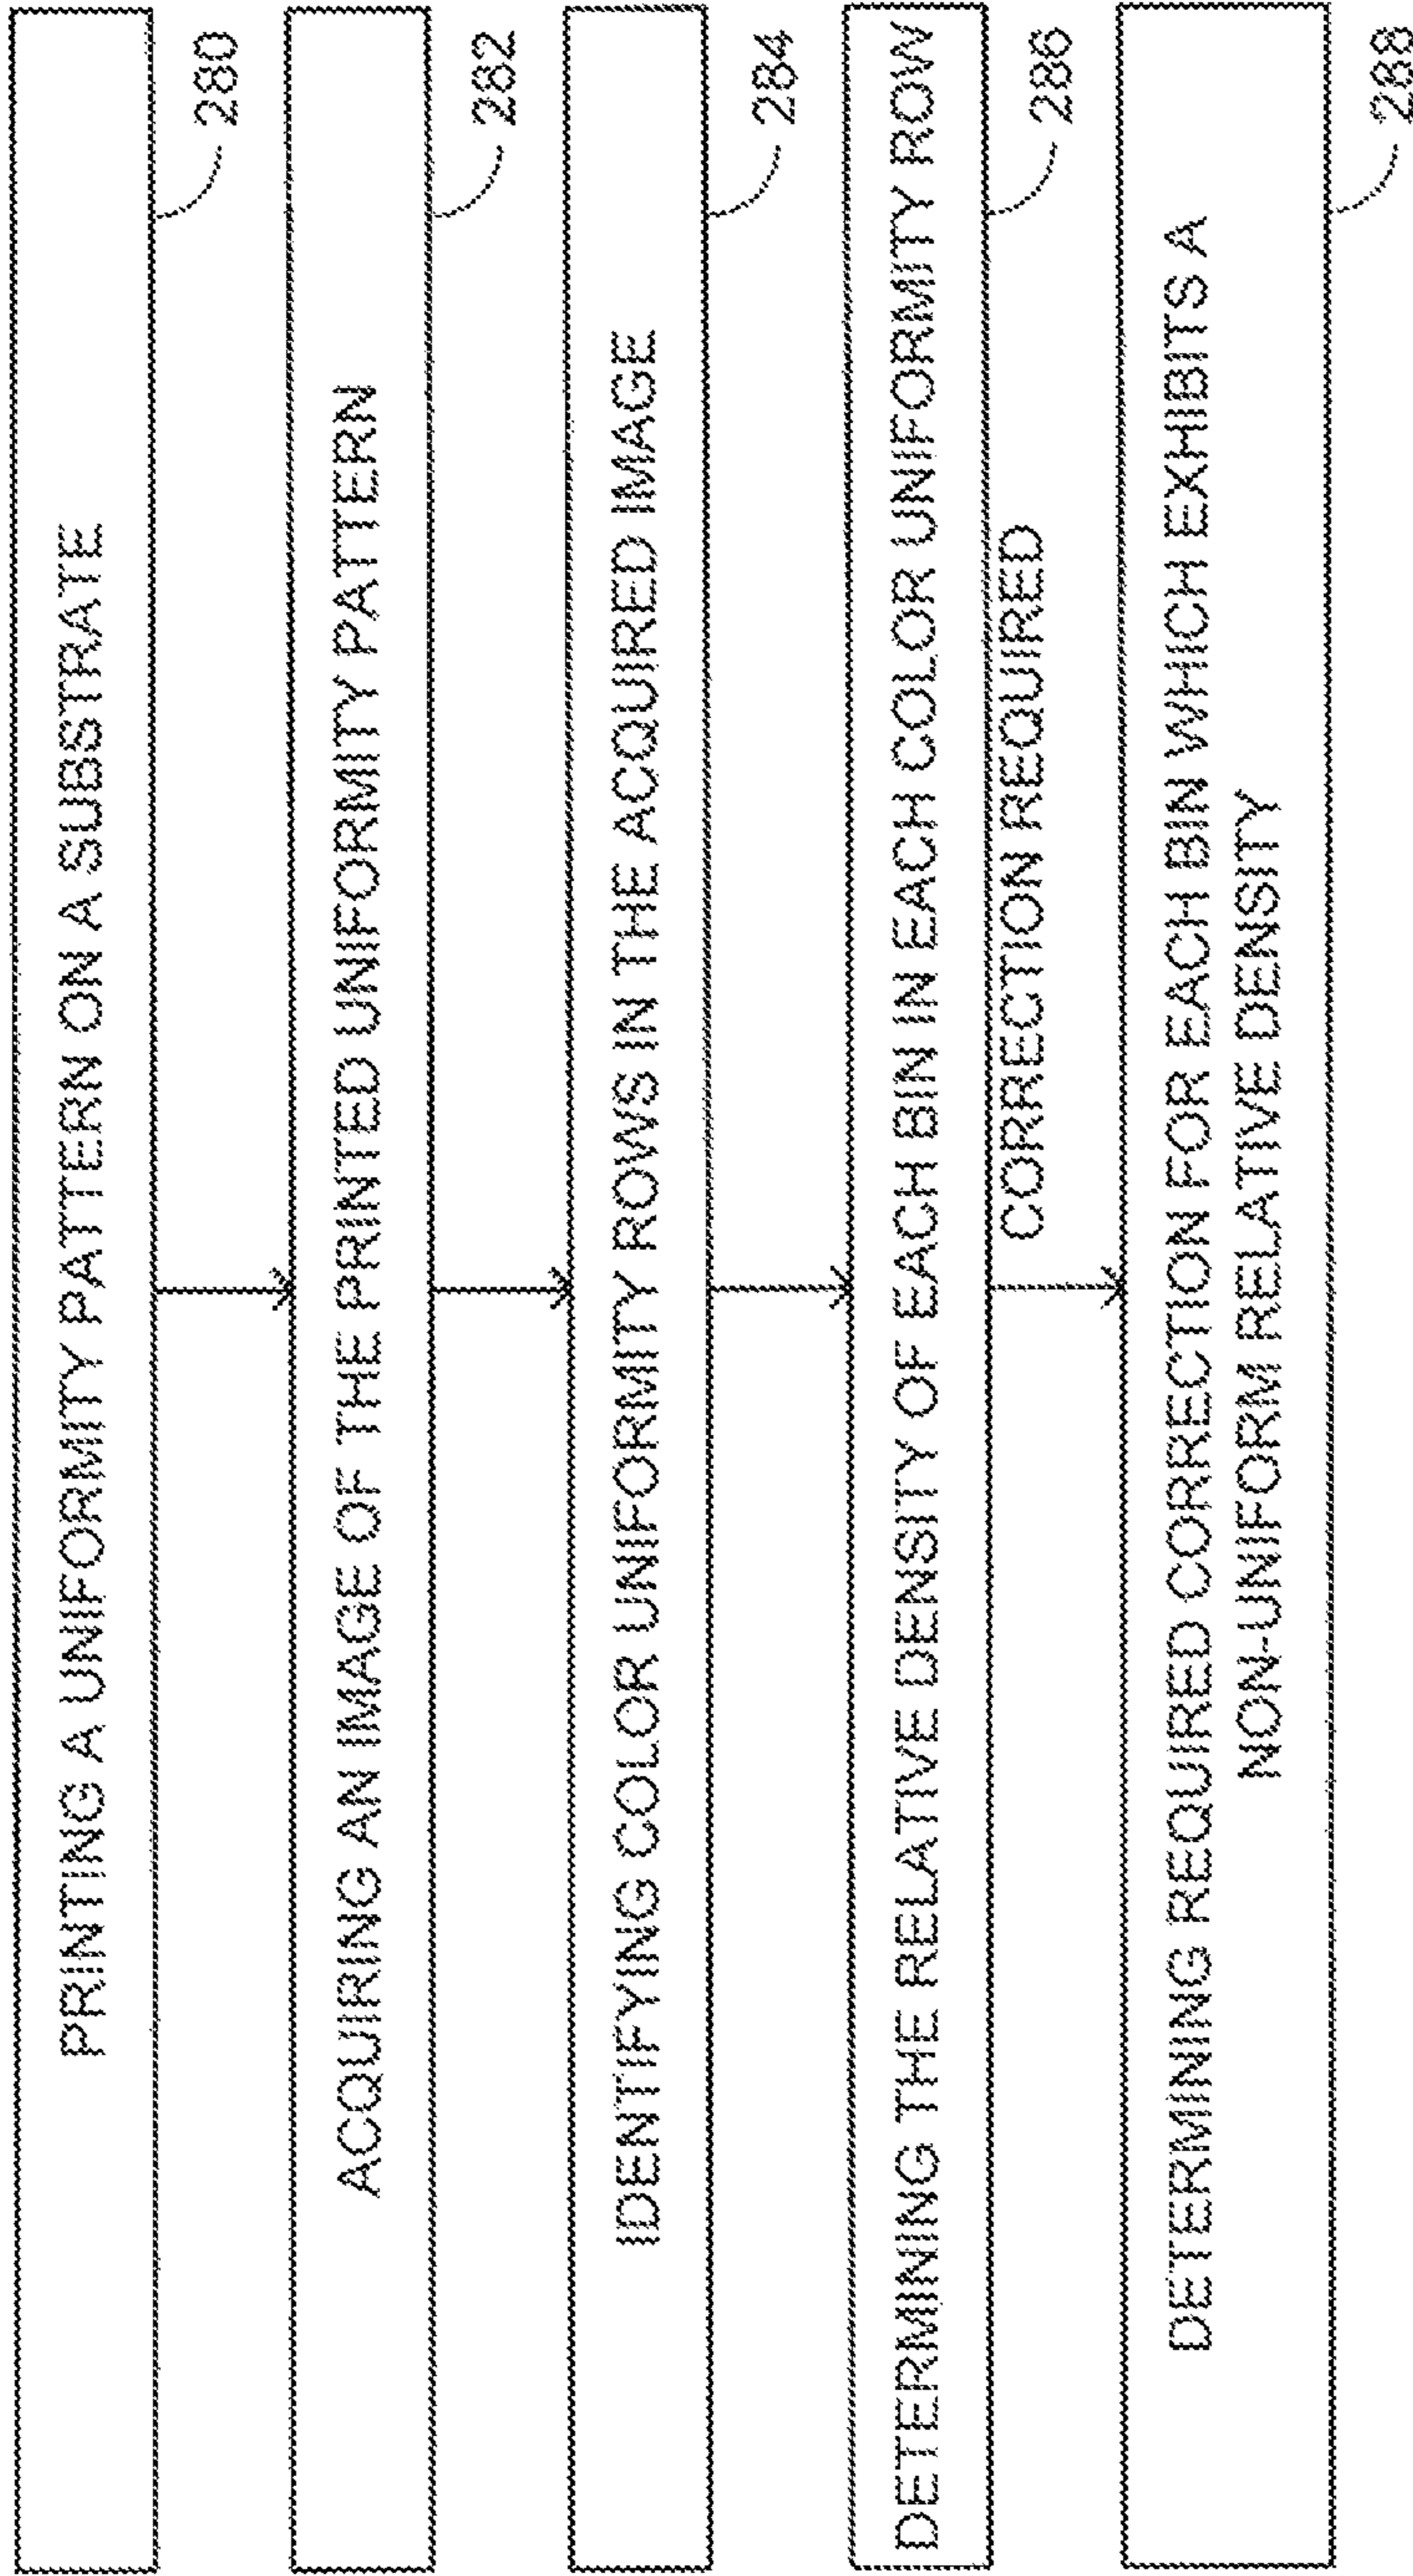 PRINTING A UNIFORMITY PATTERN ON A SUBSTRATE
280
ACQUIRING AN IMAGE OF THE PRINTED UNIFORMITY PATTERN
282
IDENTIFYING COLOR UNIFORMITY ROWS IN THE ACQUIRED IMAGE
284
DETERMINING THE RELATIVE DENSITY OF EACH BIN IN EACH COLOR UNIFORMITY ROW
286
CORRECTION REQUIRED
DETERMINING REQUIRED CORRECTION FOR EACH BIN WHICH EXHIBITS A
NON-UNIFORM RELATIVE DENSITY
288